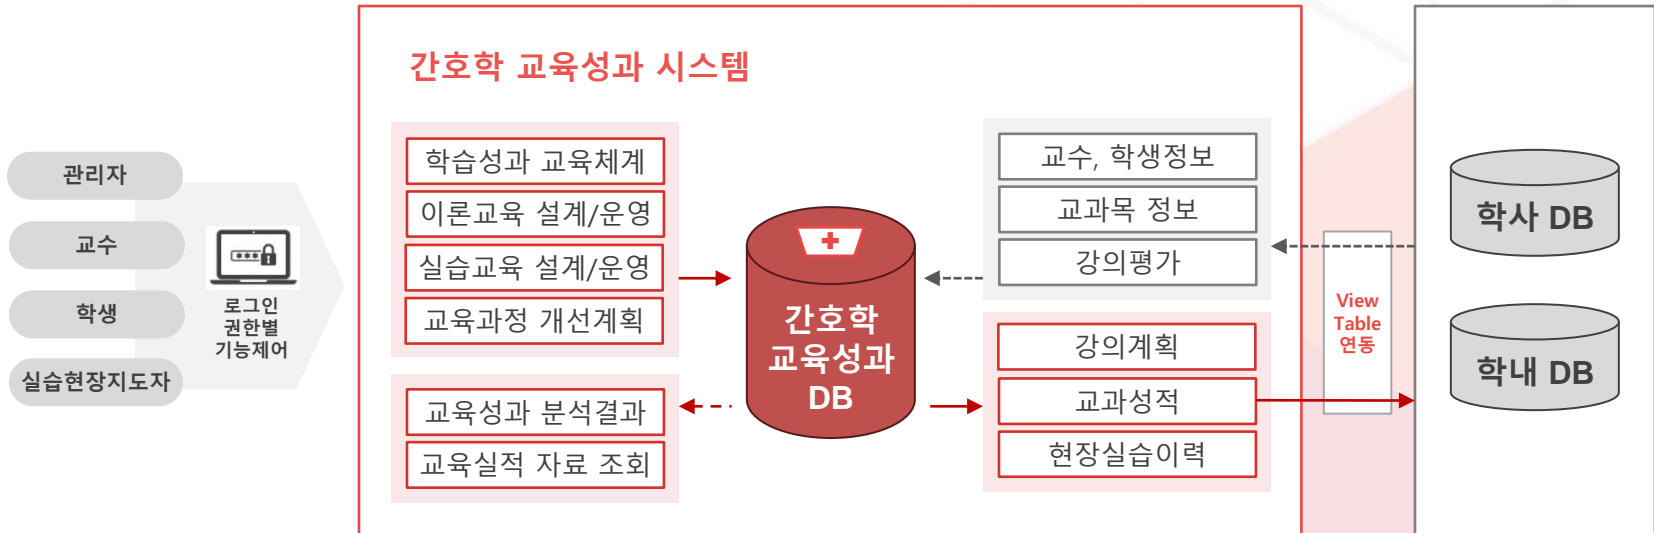 간호학 교육성과 시스템
관리자
교수
학생
실습현장지도자
로그인
권한별
기능제어
학습성과 교육체계
이론교육 설계/운영
실습교육 설계/운영
교육과정 개선계획
교육성과 분석결과
교육실적 자료 조회
간호학
교육성과
DB
교수, 학생정보
교과목 정보
강의평가
강의계획
교과성적
현장실습이력
View
Table
연동
학사 DB
학내 DB